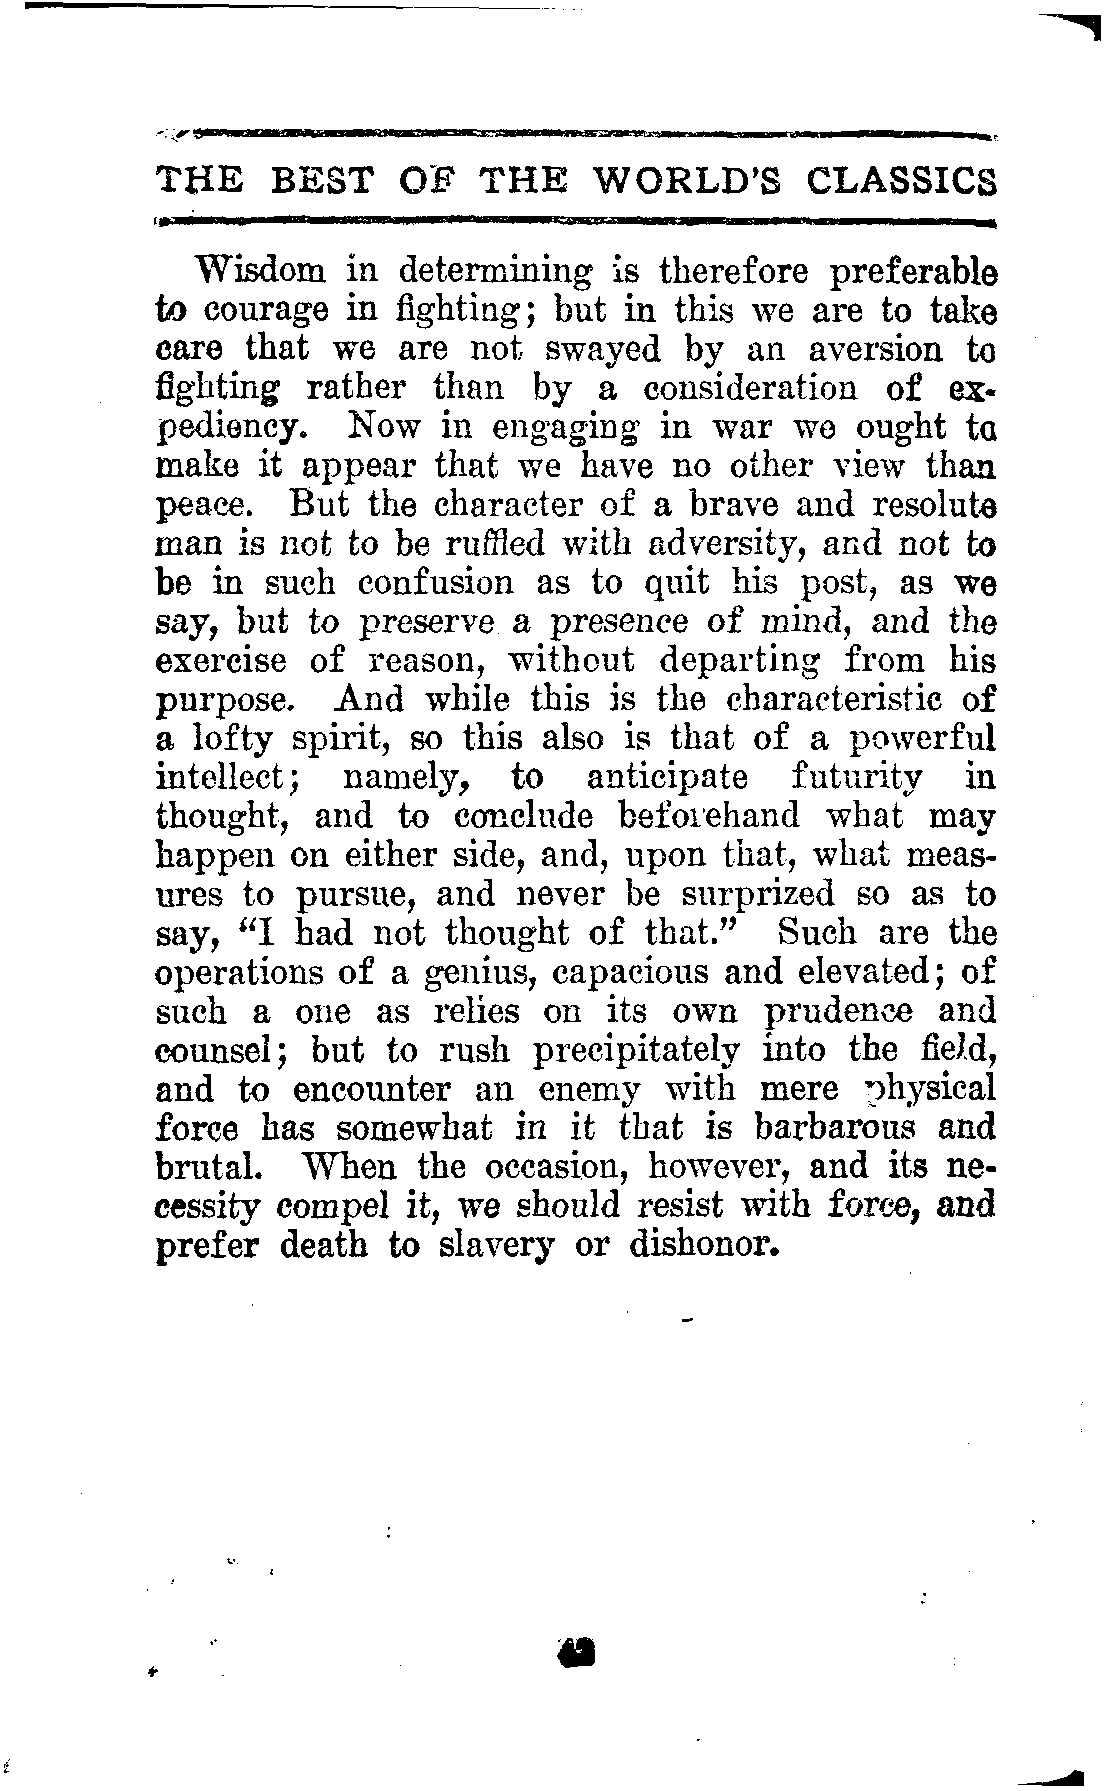 THE BEST OF THE WORLD'S CLASSICS
Wisdom in determining is therefore preferable
to courage in fighting; but in this we are to take
care that we are not swayed by an aversion to
fighting rather than by a consideration of ex-
pediency. Now in engaging in war we ought to
make it appear that we have no other view than
peace. But the character of a brave and resolute
man is not to be ruffled with adversity, and not to
be in such confusion as to quit his post, as we
say, but to preserve a presence of mind, and the
exercise of reason, without departing from his
purpose. And while this is the characteristic of
a lofty spirit, so this also is that of a powerful
intellect; namely, to anticipate futurity in
thought, and to conclude beforehand what may
happen on either side, and, upon that, what meas-
ures to pursue, and never be surprized so as to
say, "I had not thought of that." Such are the
operations of a genius, capacious and elevated; of
such a one as relies on its own prudence and
counsel; but to rush precipitately into the field,
and to encounter an enemy with mere physical
force has somewhat in it that is barbarous and
brutal. When the occasion, however, and its ne-
cessity compel it, we should resist with force, and
prefer death to slavery or dishonor.